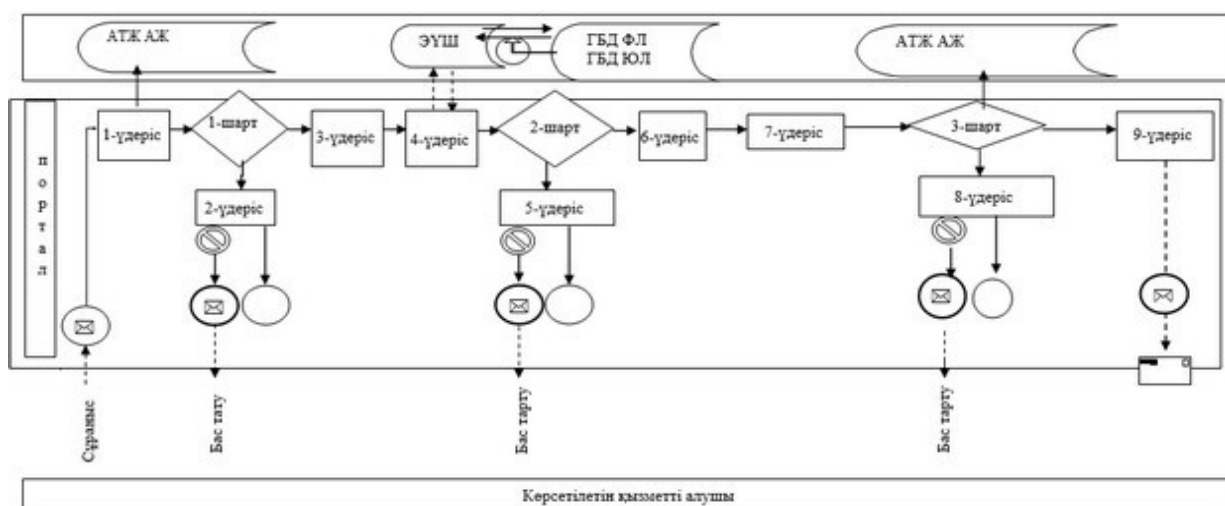 АТЖ АЖ
ЭҮШ
ГБД ФЛ
ГБД ЮЛ
АТЖ АЖ
портал
1-үдеріс
1-шарт
3-үдеріс
4-үдеріс
2-шарт
6-үдеріс
7-үдеріс
3-шарт
9-үдеріс
2-үдеріс
5-үдеріс
8-үдеріс
Сұраныс
Бас тату
Бас тарту
Бас тарту
Көрсетілетін қызметті алушы